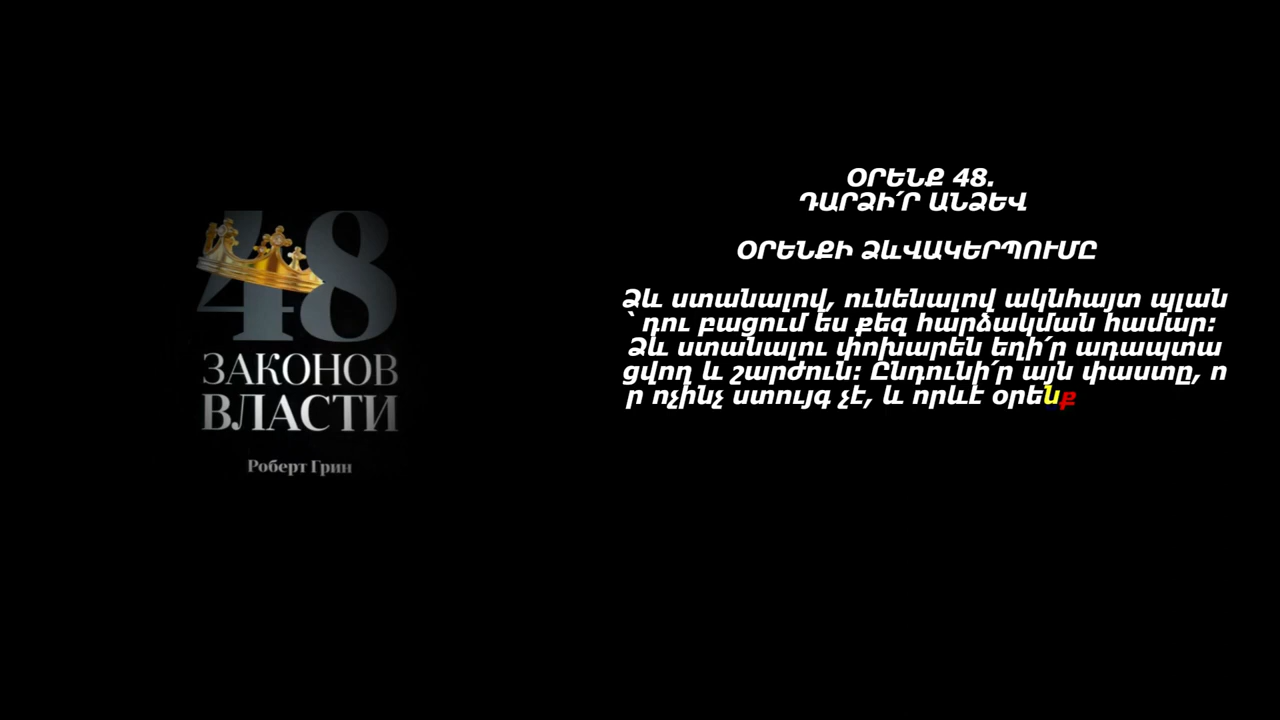 48
ЗАКОНОВ
ВЛАСТИ
Роберт Грин
ՕՐԵՆՔ 48.
ԴԱՐՁԻ՛Ր ԱՆՁԵՎ
ՕՐԵՆՔԻ ՁևՎԱԿԵՐՊՈՒՄԸ
Ձև ստանալով, ունենալով ակնհայտ պլան
՝ դու բացում ես քեզ հարձակման համար:
Ձև ստանալու փոխարեն եղի՛ր ադապտա
ցվող և շարժուն: Ընդունի՛ր այն փաստը, ո
ր ոչինչ ստույգ չէ, և որևէ օրենք